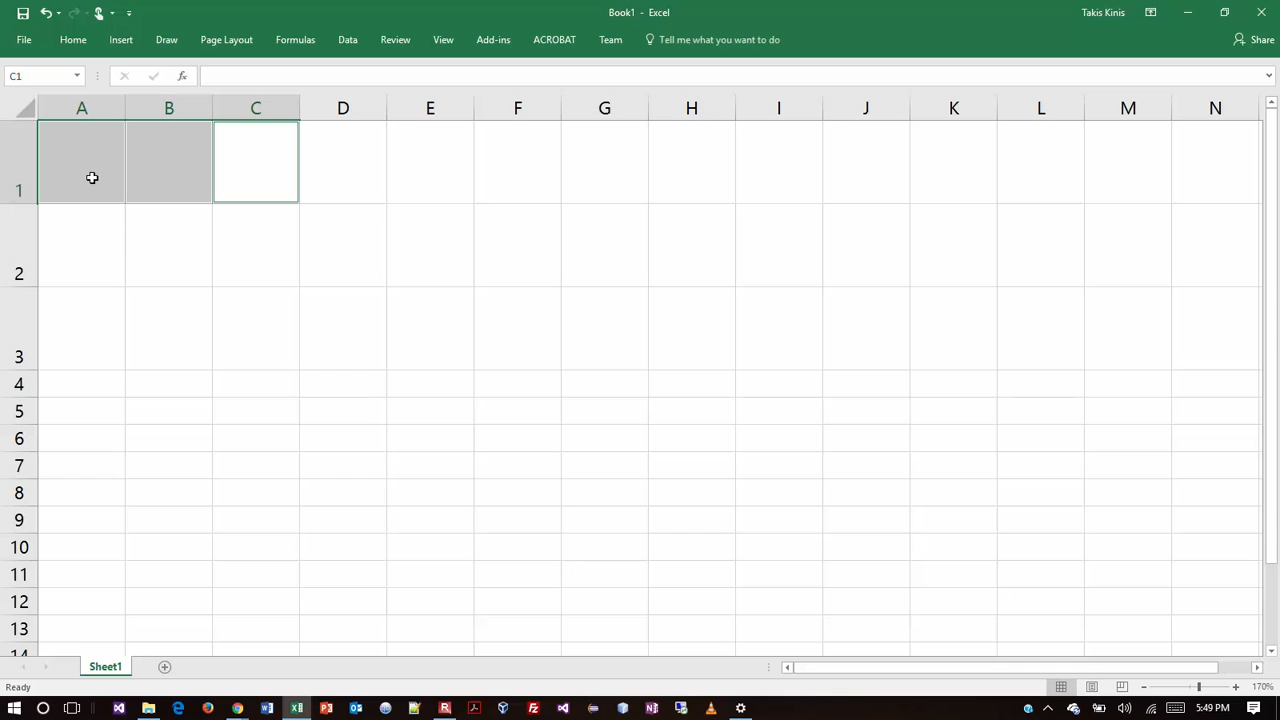 Book1 - Excel
Takis Kinis
File Home Insert Draw Page Layout Formulas Data Review View Add-ins ACROBAT Team Tell me what you want to do Share
C1 fx
A B C D E F G H I J K L M N
1
2
3
4
5
6
7
8
9
10
11
12
13
14
Sheet1
Ready 170%
5:49 PM